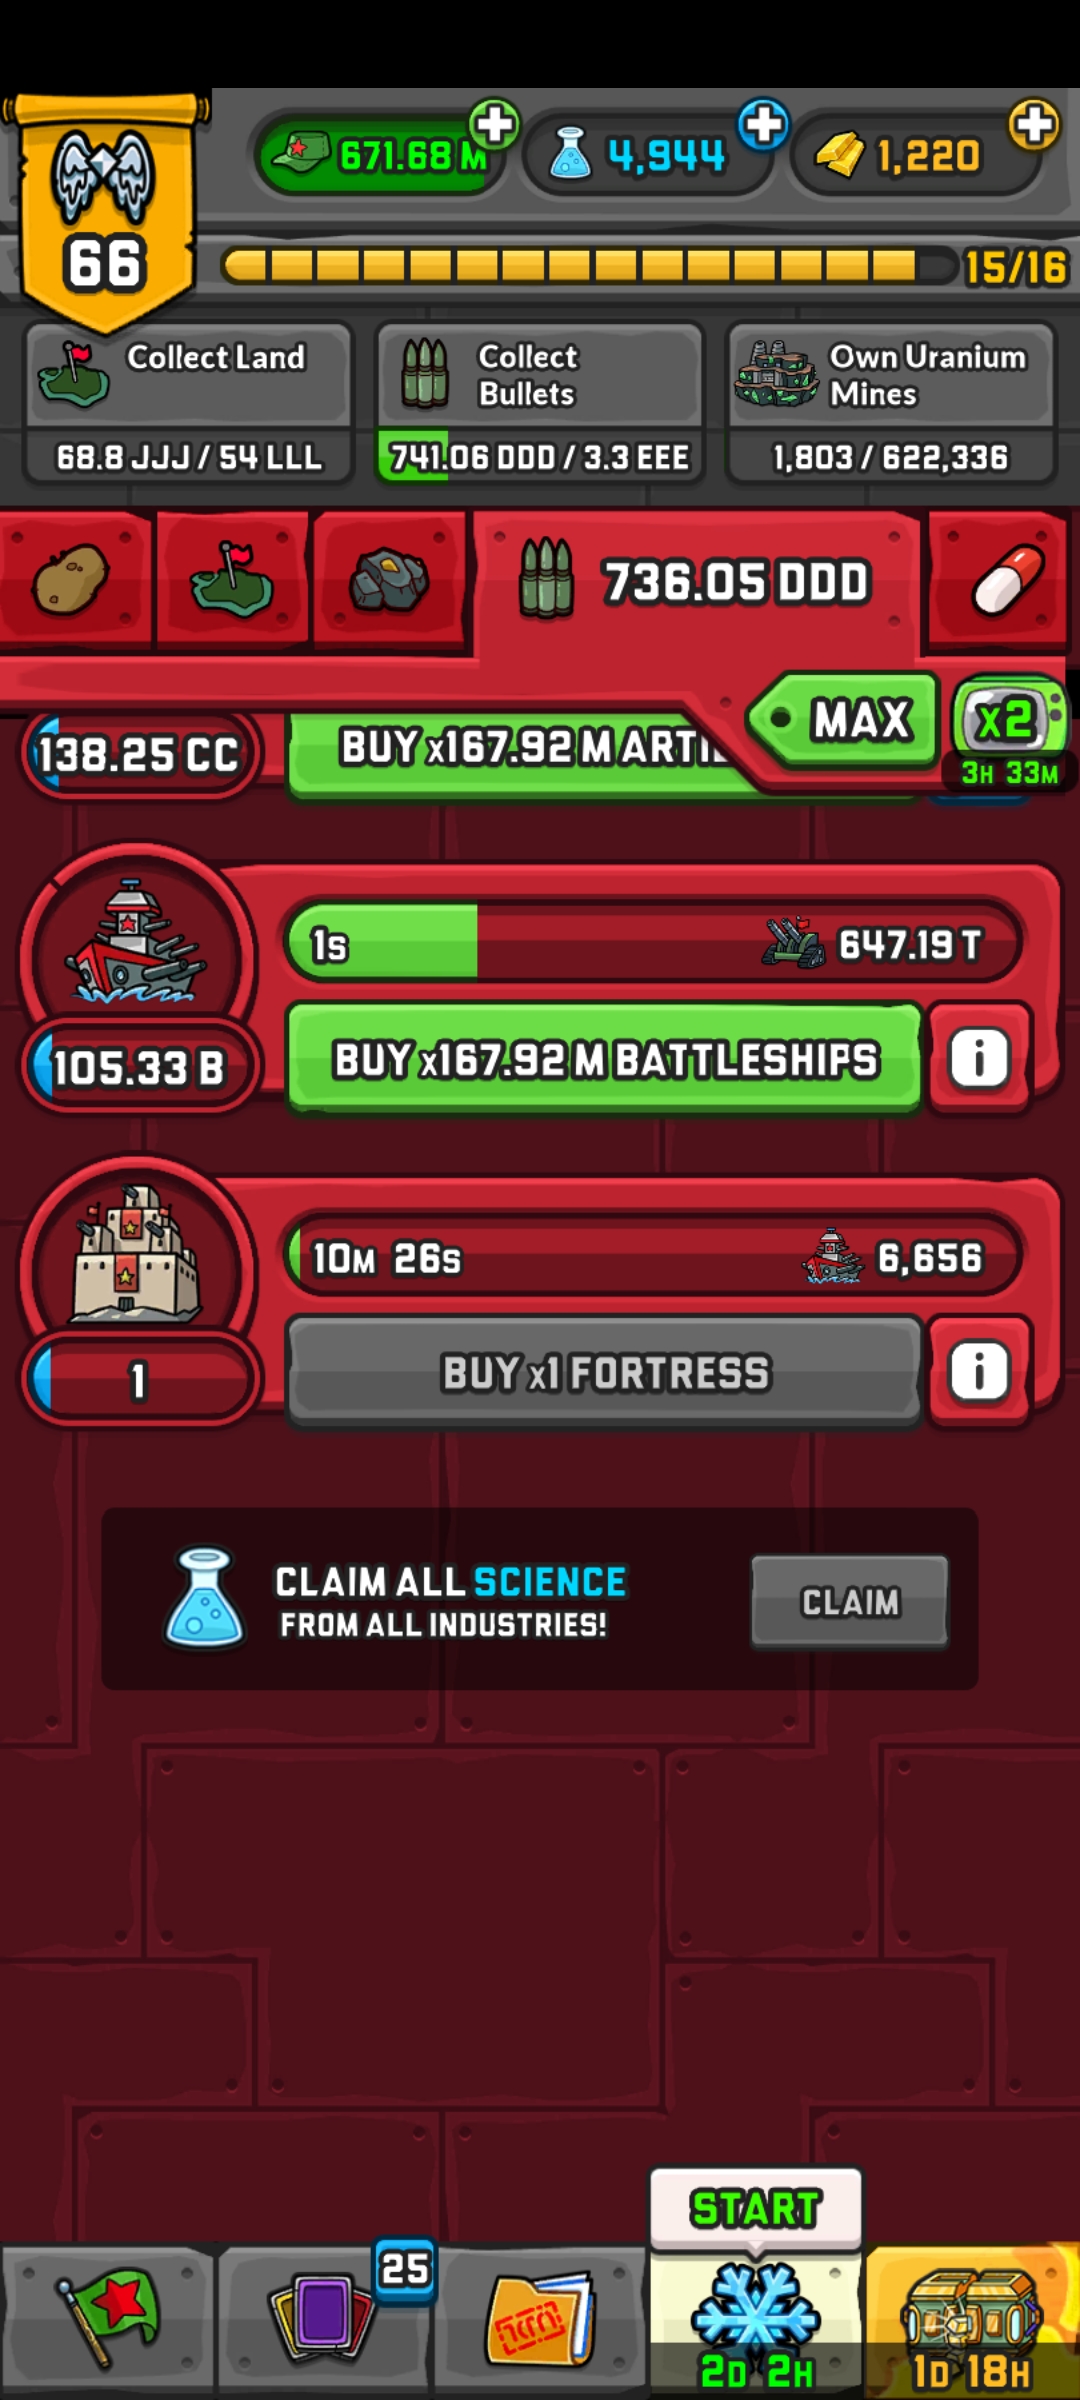 671.68 M
4,944
1,220
66
15/16
Collect Land
68.8 JJJ / 54 LLL
Collect
Bullets
741.06 DDD / 3.3 EEE
Own Uranium
Mines
1,803 / 622,336
736.05 DDD
MAX
x2
3H 33M
138.25 CC
BUY x167.92 M ARTIL
1s
647.19 T
105.33 B
BUY x167.92 M BATTLESHIPS
i
10M 26s
6,656
1
BUY x1 FORTRESS
i
CLAIM ALL SCIENCE
FROM ALL INDUSTRIES!
CLAIM
START
25
2D 2H
1D 18H